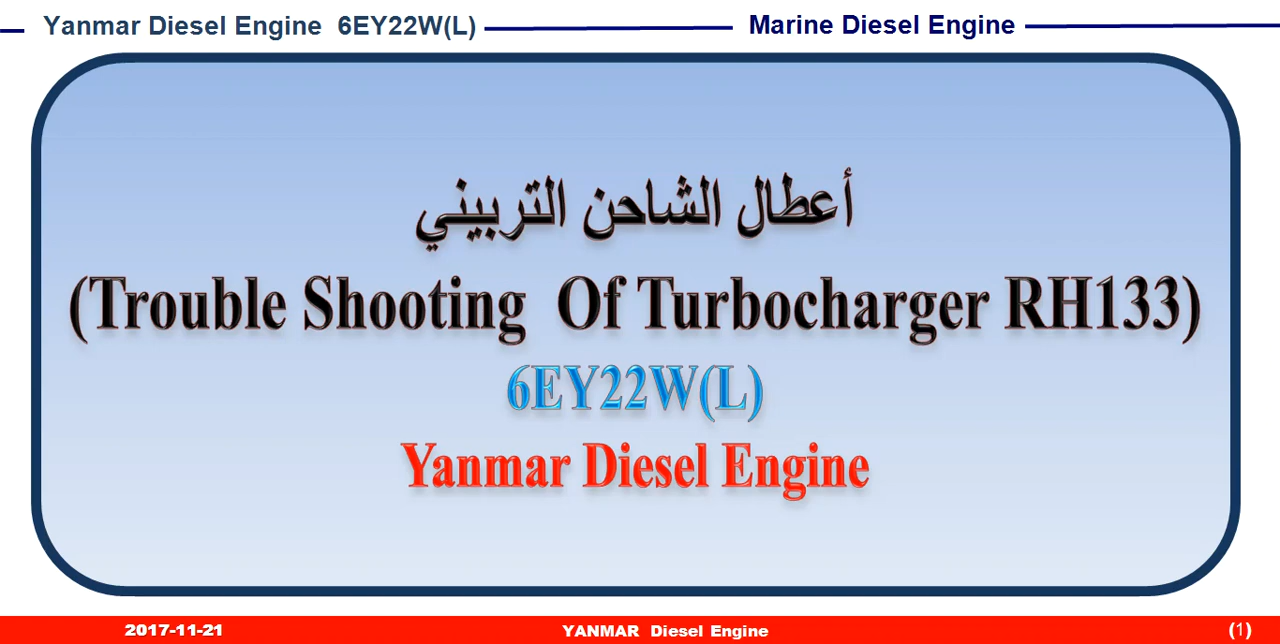 Yanmar Diesel Engine 6EY22W(L)
Marine Diesel Engine
أعطال الشاحن التربيني
(Trouble Shooting Of Turbocharger RH133)
6EY22W(L)
Yanmar Diesel Engine
2017-11-21
YANMAR Diesel Engine
(1)